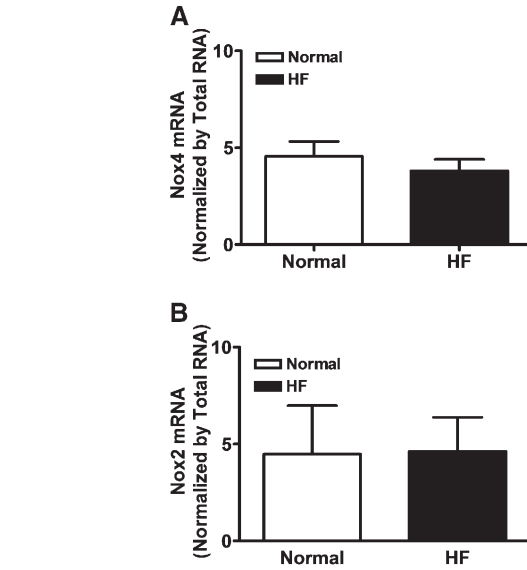 A
Nox4 mRNA
(Normalized by Total RNA)
10
5
0
Normal
HF
Normal
HF
B
Nox2 mRNA
(Normalized by Total RNA)
10
5
0
Normal
HF
Normal
HF